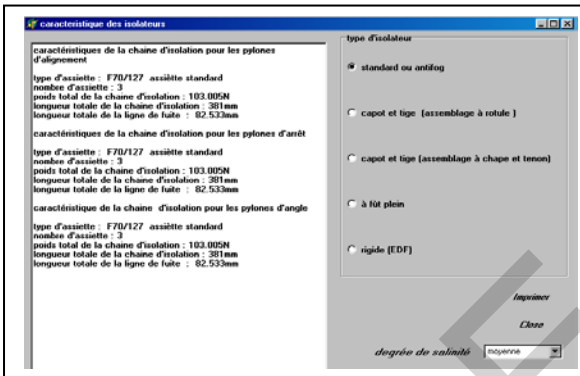 caracteristique des isolateurs
caractéristiques de la chaine d'isolation pour les pylones
d'alignement
type d'assiette : F70/127 assiètte standard
nombre d'assiette : 3
poids total de la chaine d'isolation : 103.005N
longueur totale de la chaine d'isolation : 381mm
longueur totale de la ligne de fuite : 82.533mm
caractéristiques de la chaine d'isolation pour les pylones d'arrêt
type d'assiette : F70/127 assiètte standard
nombre d'assiette : 3
poids total de la chaine d'isolation : 103.005N
longueur totale de la chaine d'isolation : 381mm
longueur totale de la ligne de fuite : 82.533mm
caractéristique de la chaine d'isolation pour les pylones d'angle
type d'assiette : F70/127 assiètte standard
nombre d'assiette : 3
poids total de la chaine d'isolation : 103.005N
longueur totale de la chaine d'isolation : 381mm
longueur totale de la ligne de fuite : 82.533mm
type d'isolateur
standard ou antifog
capot et tige (assemblage à rotule )
capot et tige (assemblage à chape et tenon)
à fût plein
rigide (EDF)
Imprimer
Close
degrée de salinité
moyenne